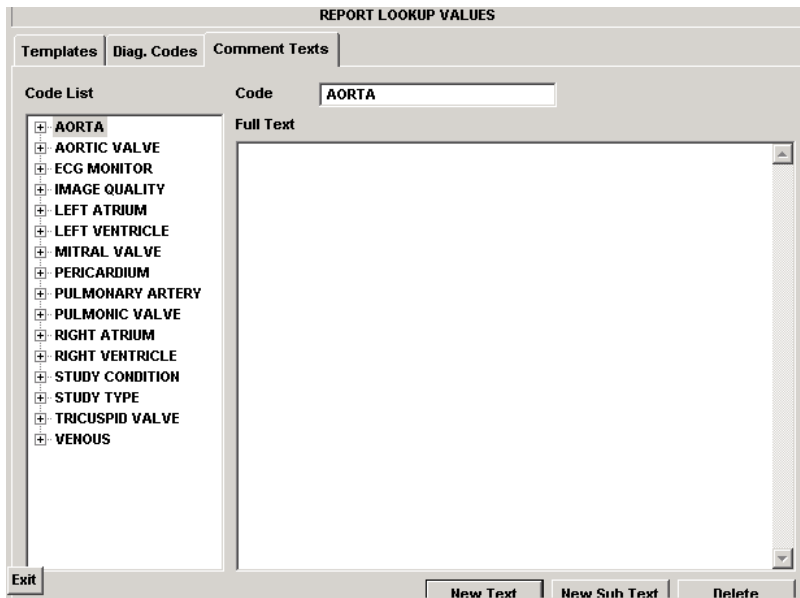 REPORT LOOKUP VALUES
Templates Diag. Codes Comment Texts
Code List
Code AORTA
Full Text
AORTA
AORTIC VALVE
ECG MONITOR
IMAGE QUALITY
LEFT ATRIUM
LEFT VENTRICLE
MITRAL VALVE
PERICARDIUM
PULMONARY ARTERY
PULMONIC VALVE
RIGHT ATRIUM
RIGHT VENTRICLE
STUDY CONDITION
STUDY TYPE
TRICUSPID VALVE
VENOUS
Exit
New Text New Sub Text Delete